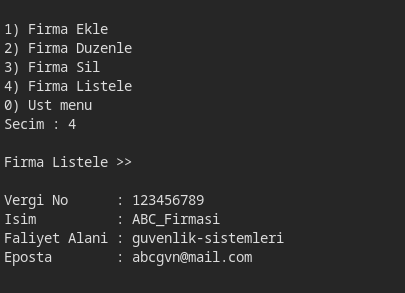 1) Firma Ekle
2) Firma Duzenle
3) Firma Sil
4) Firma Listele
0) Ust menu
Secim : 4
Firma Listele >>
Vergi No      : 123456789
Isim          : ABC_Firmasi
Faliyet Alani : guvenlik-sistemleri
Eposta        : abcgvn@mail.com